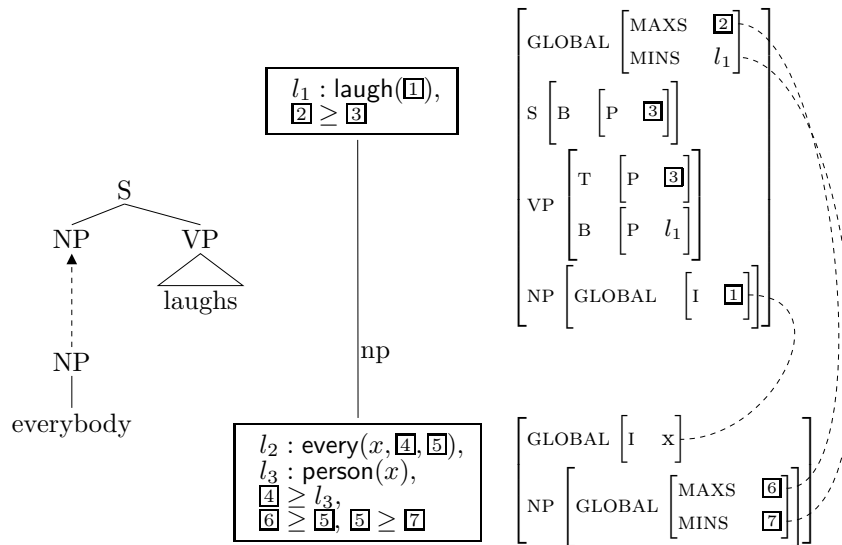 S
NP VP
laughs
NP
everybody
l₁ : laugh(1),
2 ≥ 3
np
l₂ : every(x, 4, 5),
l₃ : person(x),
4 ≥ l₃,
6 ≥ 5, 5 ≥ 7
GLOBAL [MAXS 2
MINS l₁]
S [B [P 3]]
VP [T [P 3]
B [P l₁]]
NP [GLOBAL [I 1]]
GLOBAL [I x]
NP [GLOBAL [MAXS 6
MINS 7]]